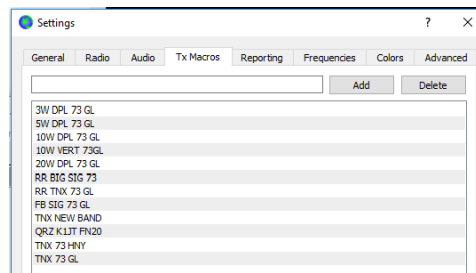 Settings ? ×
General Radio Audio Tx Macros Reporting Frequencies Colors Advanced
Add Delete
3W DPL 73 GL
5W DPL 73 GL
10W DPL 73 GL
10W VERT 73GL
20W DPL 73 GL
RR BIG SIG 73
RR TNX 73 GL
FB SIG 73 GL
TNX NEW BAND
QRZ K1JT FN20
TNX 73 HNY
TNX 73 GL